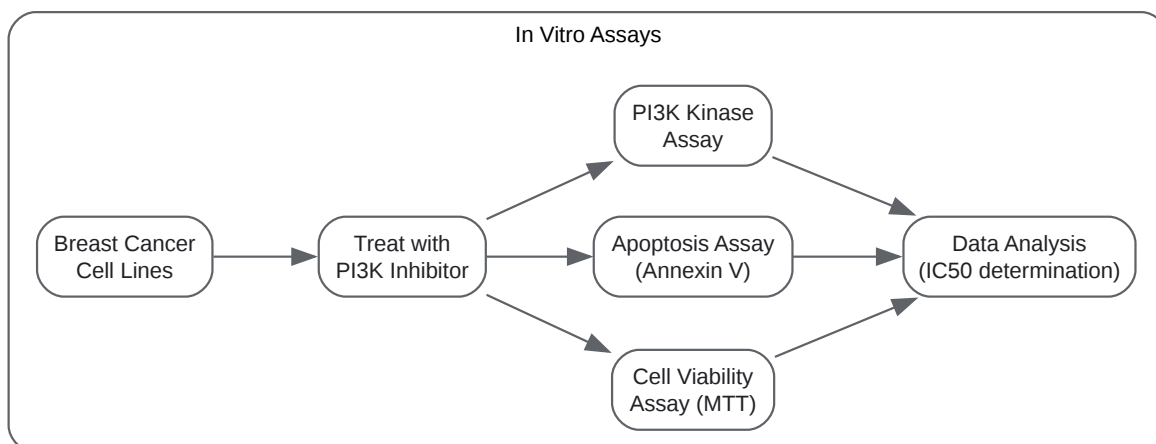 In Vitro Assays
Breast Cancer
Cell Lines
Treat with
PI3K Inhibitor
PI3K Kinase
Assay
Apoptosis Assay
(Annexin V)
Cell Viability
Assay (MTT)
Data Analysis
(IC50 determination)